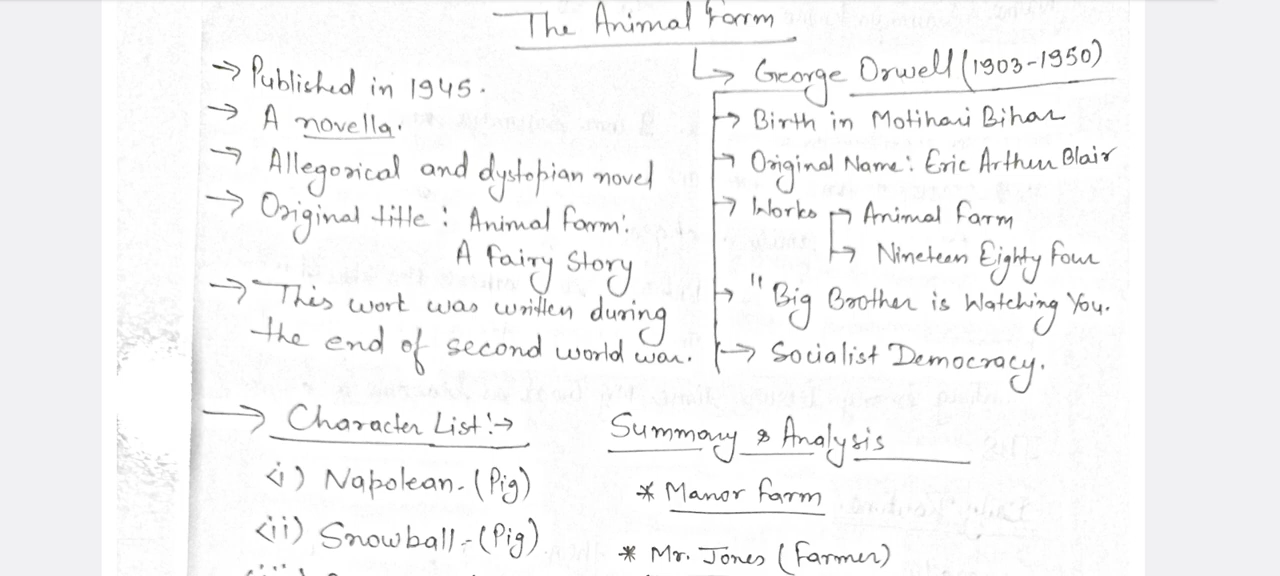 The Animal Farm
↳ George Orwell (1903-1950)
→ Published in 1945.
→ A novella.
→ Allegorical and dystopian novel
→ Original title : Animal farm:
A Fairy Story
→ This work was written during
the end of second world war.
→ Birth in Motihari Bihar
→ Original Name: Eric Arthur Blair
→ Works → Animal Farm
→ Nineteen Eighty Four
→ "Big Brother is Watching You.
→ Socialist Democracy.
→ Character List:→
i) Napolean - (Pig)
ii) Snowball - (Pig)
Summary & Analysis
* Manor Farm
* Mr. Jones (Farmer)